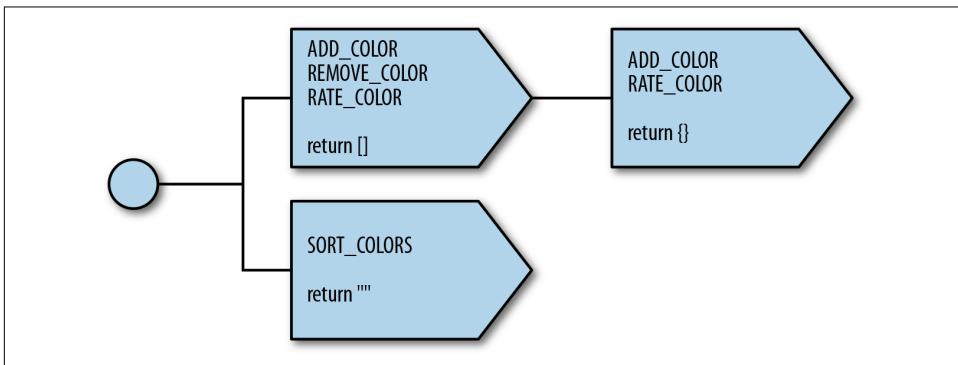 ADD_COLOR
REMOVE_COLOR
RATE_COLOR
return []
ADD_COLOR
RATE_COLOR
return {}
SORT_COLORS
return ""